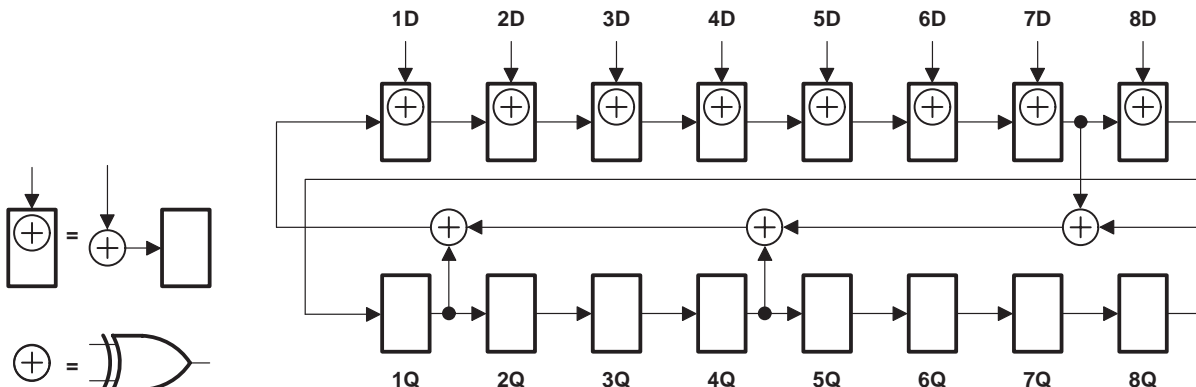 1D 2D 3D 4D 5D 6D 7D 8D
=
=
1Q 2Q 3Q 4Q 5Q 6Q 7Q 8Q